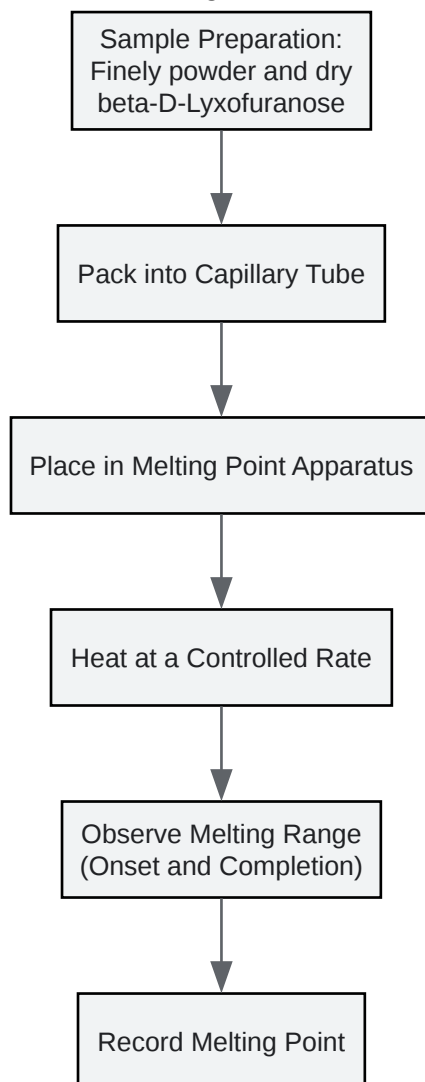 Sample Preparation:
Finely powder and dry
beta-D-Lyxofuranose
Pack into Capillary Tube
Place in Melting Point Apparatus
Heat at a Controlled Rate
Observe Melting Range
(Onset and Completion)
Record Melting Point